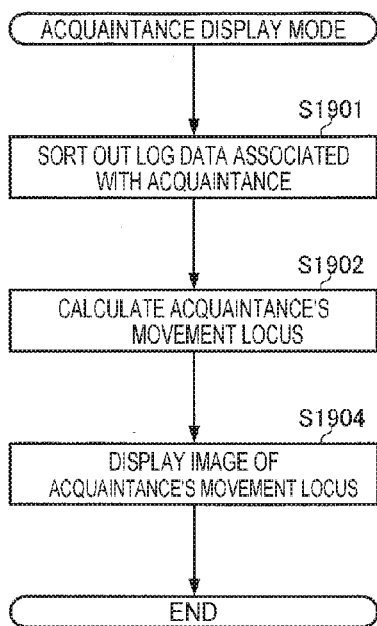 ACQUAINTANCE DISPLAY MODE
S1901
SORT OUT LOG DATA ASSOCIATED
WITH ACQUAINTANCE
S1902
CALCULATE ACQUAINTANCE'S
MOVEMENT LOCUS
S1904
DISPLAY IMAGE OF
ACQUAINTANCE'S MOVEMENT LOCUS
END